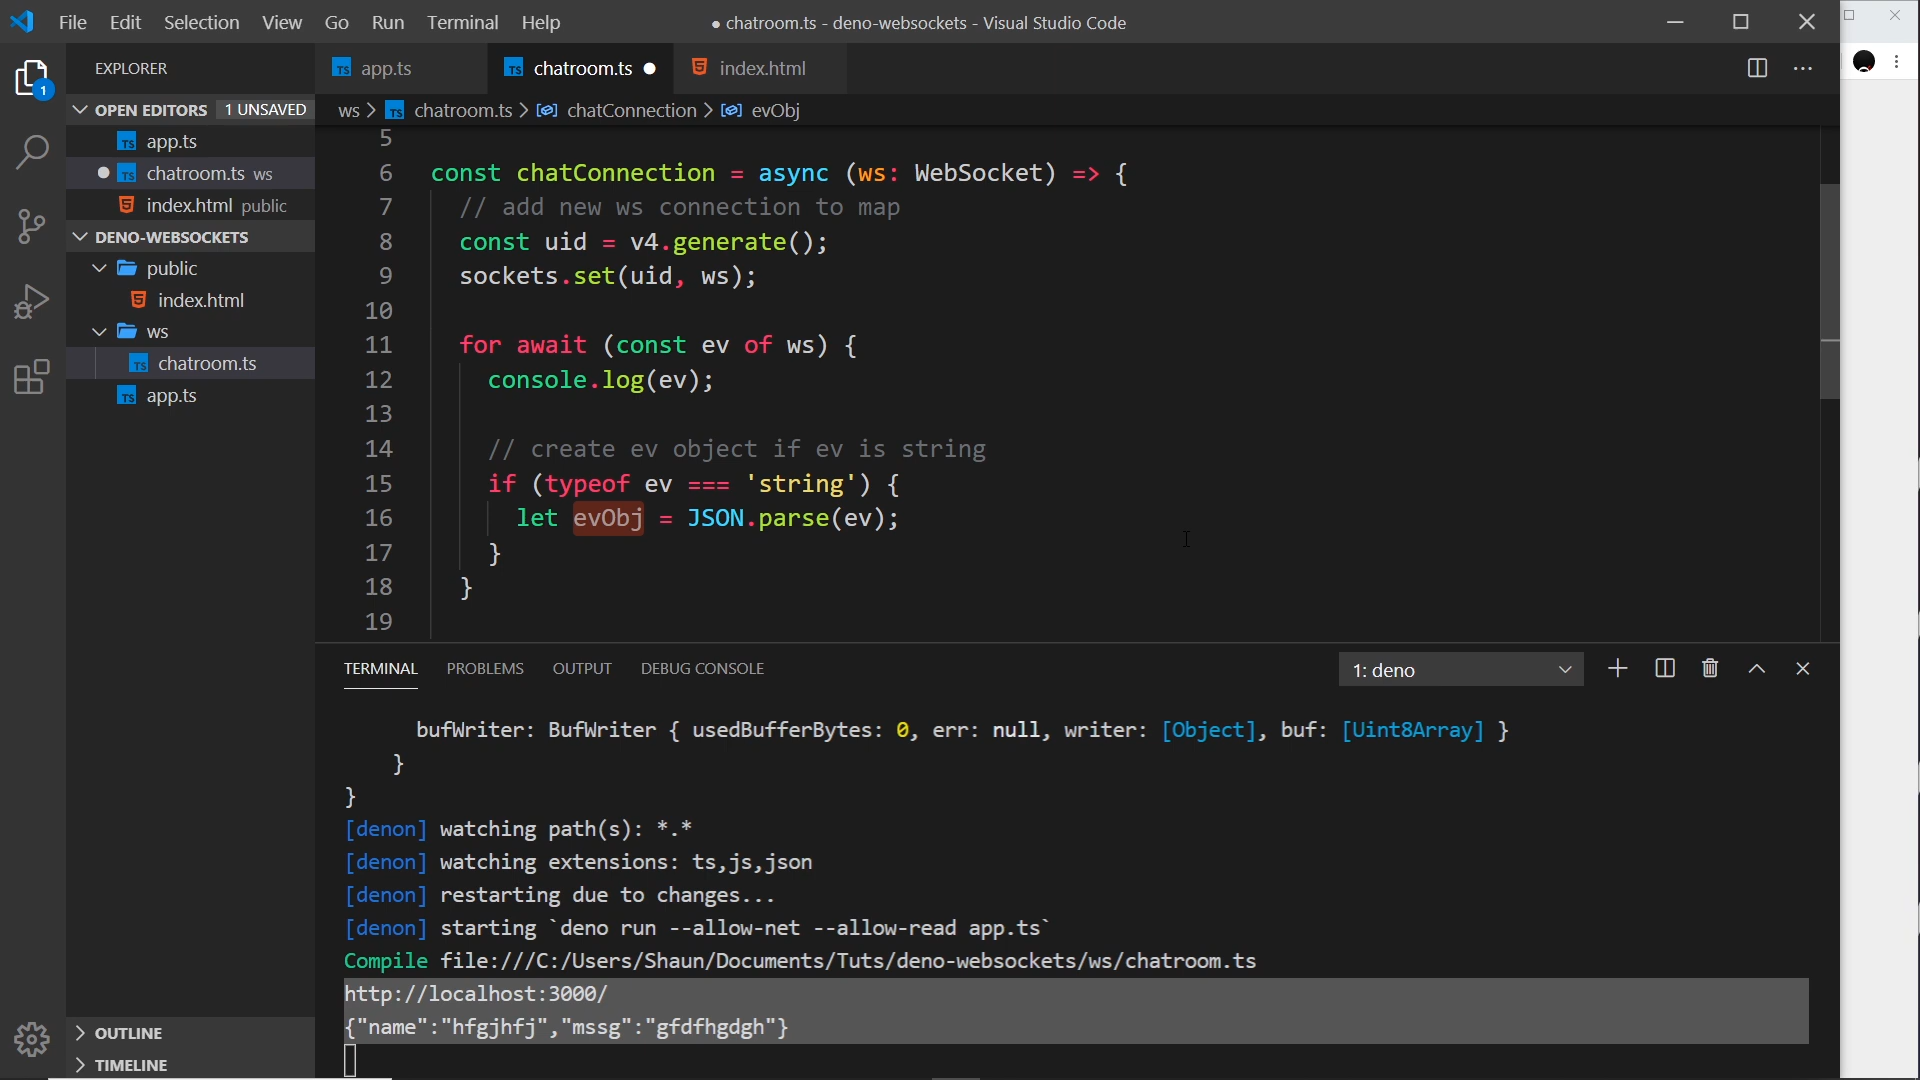 File Edit Selection View Go Run Terminal Help
● chatroom.ts - deno-websockets - Visual Studio Code
EXPLORER
OPEN EDITORS 1 UNSAVED
app.ts
chatroom.ts ws
index.html public
DENO-WEBSOCKETS
public
index.html
ws
chatroom.ts
app.ts
OUTLINE
TIMELINE
1
app.ts chatroom.ts index.html
ws > chatroom.ts > chatConnection > evObj
5
6 const chatConnection = async (ws: WebSocket) => {
7 // add new ws connection to map
8 const uid = v4.generate();
9 sockets.set(uid, ws);
10
11 for await (const ev of ws) {
12 console.log(ev);
13
14 // create ev object if ev is string
15 if (typeof ev === 'string') {
16 let evObj = JSON.parse(ev);
17 }
18 }
19
TERMINAL PROBLEMS OUTPUT DEBUG CONSOLE
1: deno
bufWriter: BufWriter { usedBufferBytes: 0, err: null, writer: [Object], buf: [Uint8Array] }
}
}
[denon] watching path(s): *.*
[denon] watching extensions: ts,js,json
[denon] restarting due to changes...
[denon] starting `deno run --allow-net --allow-read app.ts`
Compile file:///C:/Users/Shaun/Documents/Tuts/deno-websockets/ws/chatroom.ts
http://localhost:3000/
{"name":"hfgjhfj","mssg":"gfdfhgdgh"}